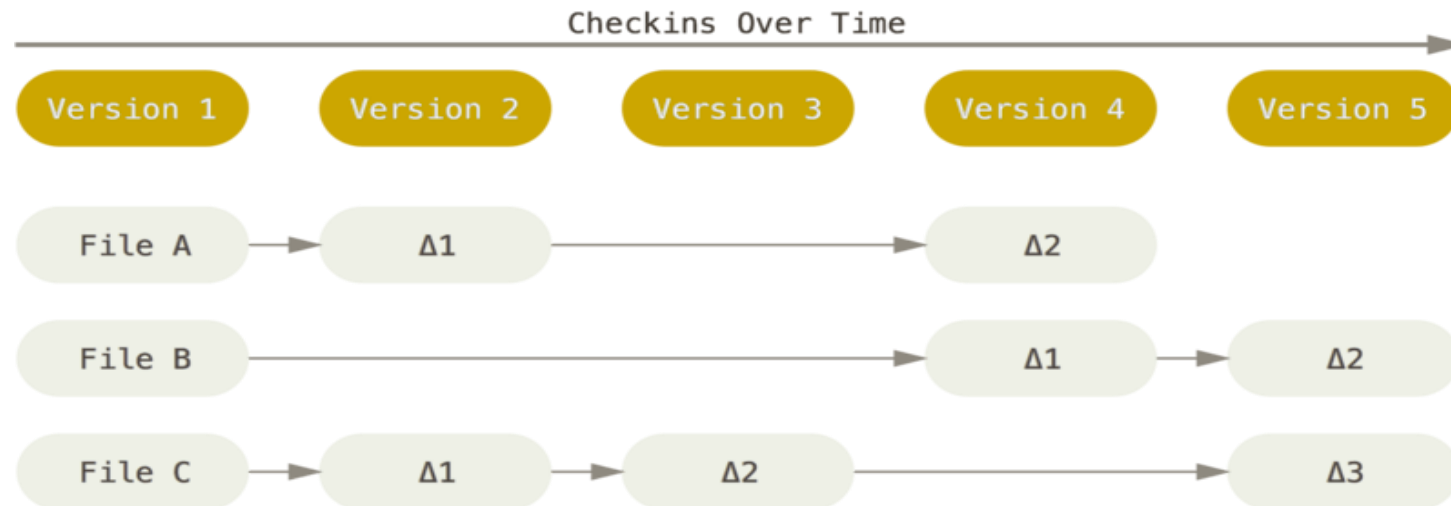 Checkins Over Time
Version 1 Version 2 Version 3 Version 4 Version 5
File A Δ1 Δ2
File B Δ1 Δ2
File C Δ1 Δ2 Δ3